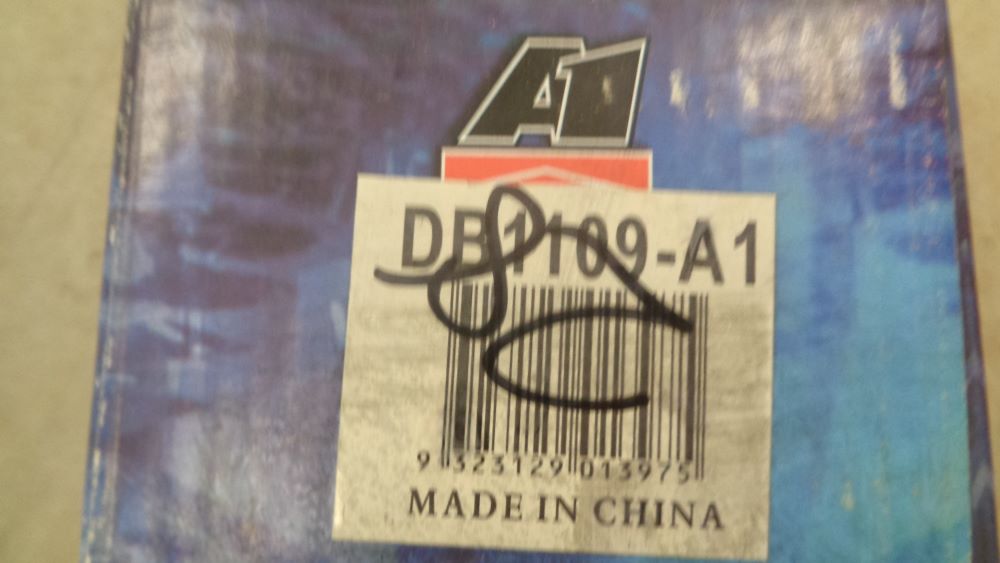 A1
DB1109-A1
9 323129 013975
MADE IN CHINA